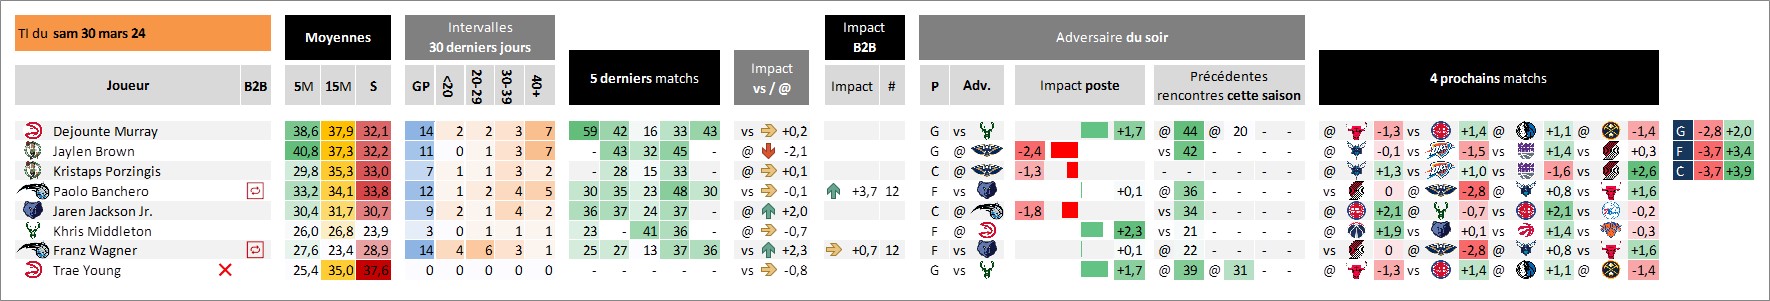 TI du sam 30 mars 24
Moyennes
Intervalles
30 derniers jours
Impact
B2B
Adversaire du soir
5 derniers matchs
Impact
vs / @
4 prochains matchs
Joueur B2B 5M 15M S GP <20 20-29 30-39 40+ Impact # P Adv. Impact poste Précédentes
rencontres cette saison
Dejounte Murray 38,6 37,9 32,1 14 2 2 3 7 59 42 16 33 43 vs +0,2 G vs +1,7 @ 44 @ 20 - - @ -1,3 vs +1,4 @ +1,1 @ -1,4 G -2,8 +2,0
Jaylen Brown 40,8 37,3 32,2 11 0 1 3 7 - 43 32 45 - @ -2,1 G @ -2,4 vs 42 - - - @ -0,1 vs -1,5 vs +1,4 vs +0,3 F -3,7 +3,4
Kristaps Porzingis 29,8 35,3 33,0 7 1 1 3 2 - 28 15 33 - @ +0,1 C @ -1,3 - - - - - @ +1,3 vs +1,0 vs -1,6 vs +2,6 C -3,7 +3,9
Paolo Banchero 33,2 34,1 33,8 12 1 2 4 5 30 35 23 48 30 vs -0,1 +3,7 12 F vs +0,1 @ 36 - - - vs 0 @ -2,8 @ +0,8 vs +1,6
Jaren Jackson Jr. 30,4 31,7 30,7 9 2 1 4 2 36 37 24 37 - @ +2,0 C @ -1,8 vs 34 - - - @ +2,1 @ -0,7 vs +2,1 vs -0,2
Khris Middleton 26,0 26,8 23,9 3 0 1 1 1 23 - 41 36 - @ -0,7 F @ +2,3 vs 21 - - - @ +1,9 @ +0,1 vs +1,4 vs -0,3
Franz Wagner 27,6 23,4 28,9 14 4 6 3 1 25 27 13 37 36 vs +2,3 +0,7 12 F vs +0,1 @ 22 - - - vs 0 @ -2,8 @ +0,8 vs +1,6
Trae Young 25,4 35,0 37,6 0 0 0 0 0 - - - - - vs -0,8 G vs +1,7 @ 39 @ 31 - - @ -1,3 vs +1,4 @ +1,1 @ -1,4